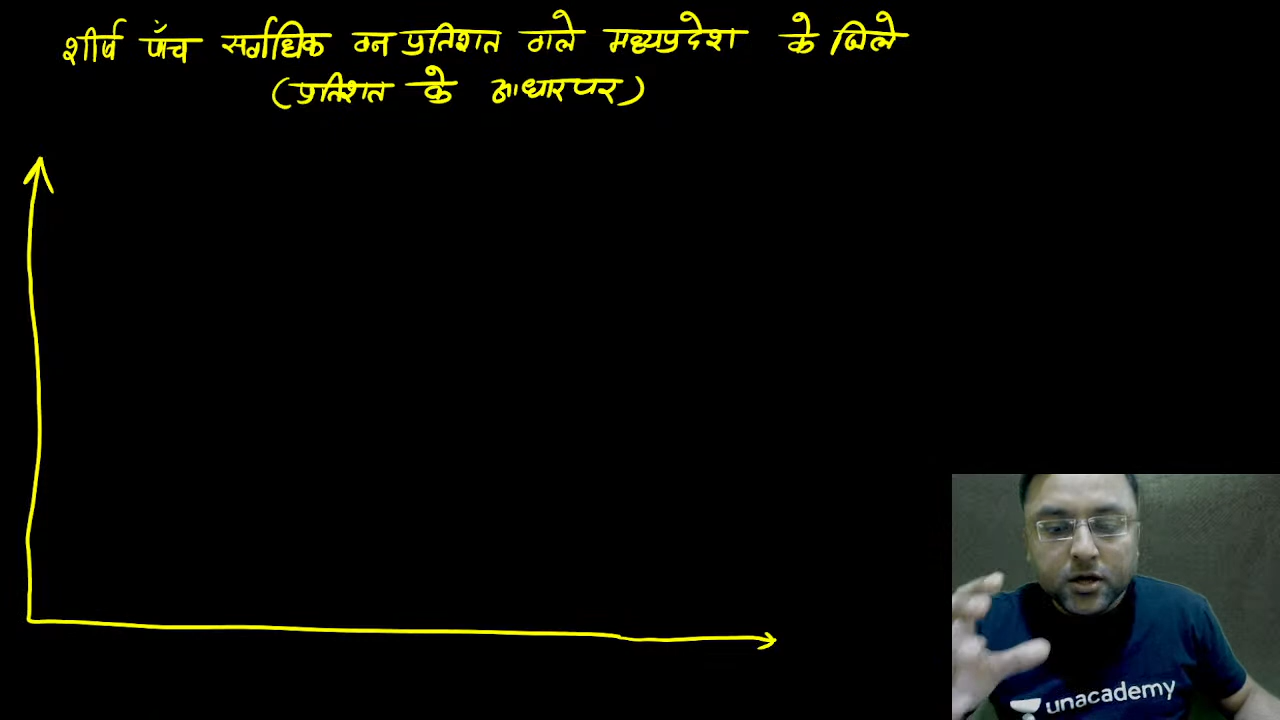 शीर्ष पाँच सर्वाधिक वन प्रतिशत वाले मध्यप्रदेश के जिले
(प्रतिशत के आधार पर)
unacademy